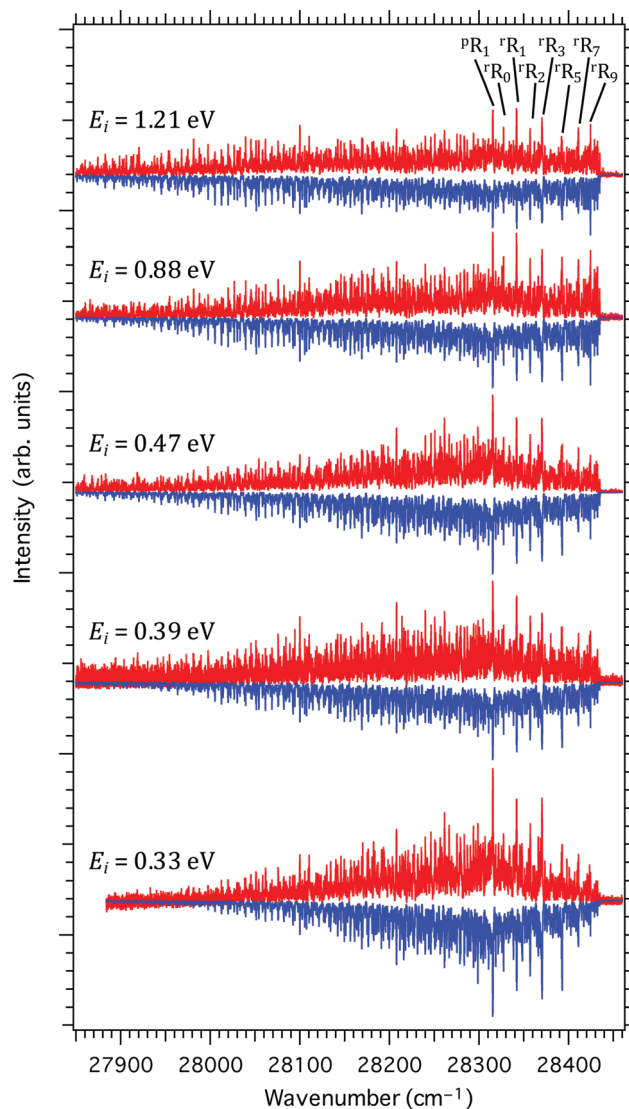 ᵖR₁ ʳR₁ ʳR₃ ʳR₇
ʳR₀ ʳR₂ ʳR₅ ʳR₉
Eᵢ = 1.21 eV
Eᵢ = 0.88 eV
Eᵢ = 0.47 eV
Eᵢ = 0.39 eV
Eᵢ = 0.33 eV
Intensity (arb. units)
27900 28000 28100 28200 28300 28400
Wavenumber (cm⁻¹)